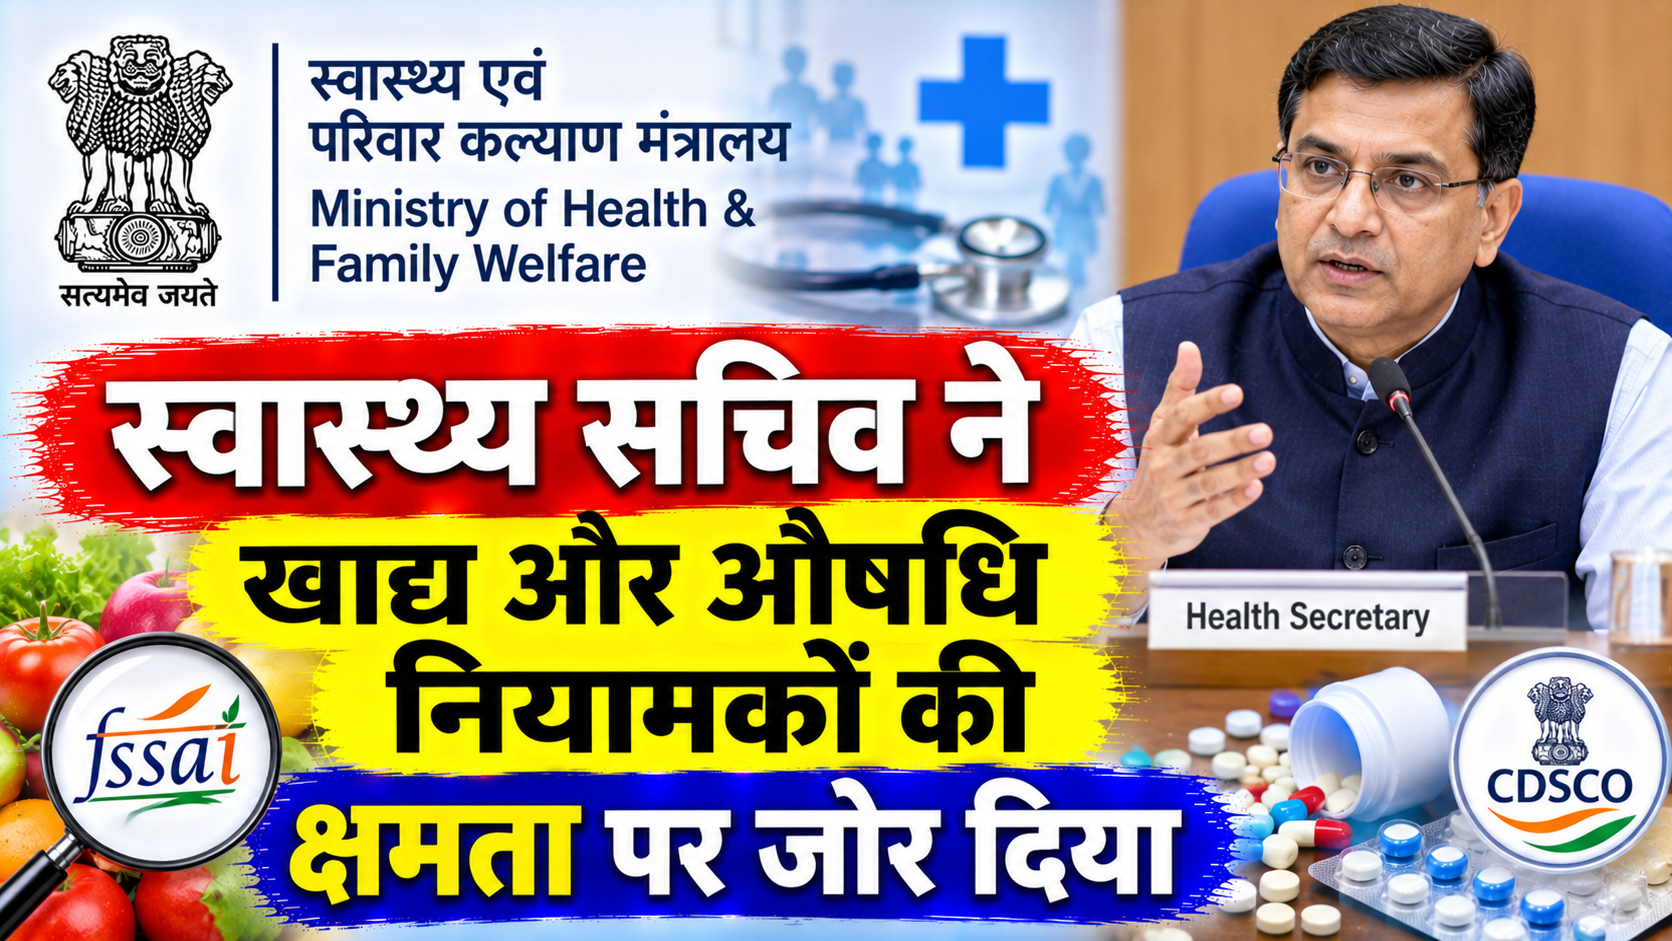 सत्यमेव जयते
स्वास्थ्य एवं
परिवार कल्याण मंत्रालय
Ministry of Health &
Family Welfare
स्वास्थ्य सचिव ने
खाद्य और औषधि
नियामकों की
क्षमता पर जोर दिया
Health Secretary
fssai
CDSCO